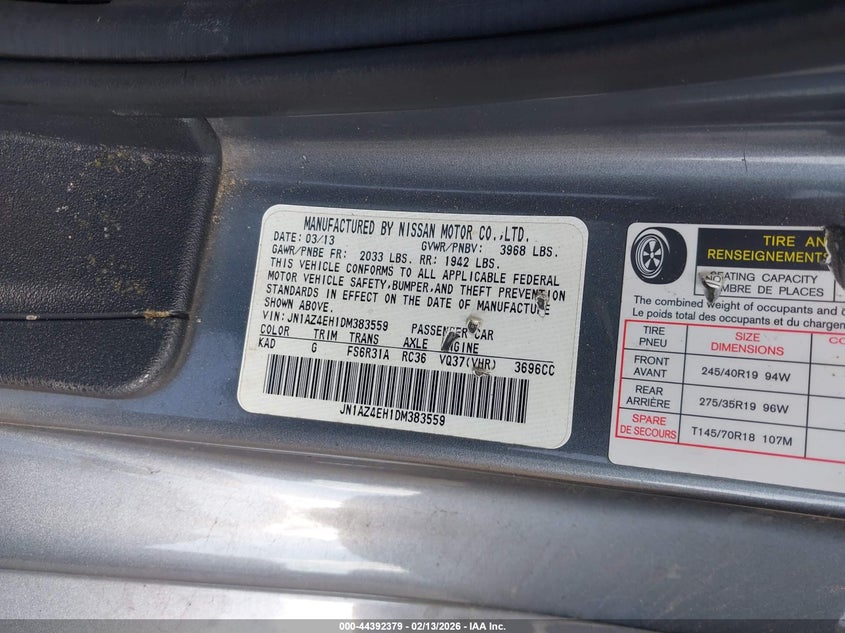 MANUFACTURED BY NISSAN MOTOR CO.,LTD.
DATE: 03/13 GVWR/PNBV: 3968 LBS.
GAWR/PNBE FR: 2033 LBS. RR: 1942 LBS.
THIS VEHICLE CONFORMS TO ALL APPLICABLE FEDERAL
MOTOR VEHICLE SAFETY,BUMPER,AND THEFT PREVENTION
STANDARDS IN EFFECT ON THE DATE OF MANUFACTURE
SHOWN ABOVE.
VIN: JN1AZ4EH1DM383559 PASSENGER CAR
COLOR TRIM TRANS AXLE ENGINE
KAD G FS6R31A RC36 VQ37(VHR) 3696CC
JN1AZ4EH1DM383559
TIRE AN
RENSEIGNEMENTS
SEATING CAPACITY
NOMBRE DE PLACES
The combined weight of occupants and
Le poids total des occupants et du chargem
TIRE SIZE
PNEU DIMENSIONS
FRONT
AVANT 245/40R19 94W
REAR
ARRIÈRE 275/35R19 96W
SPARE
DE SECOURS T145/70R18 107M
000-44392379 - 02/13/2026 - IAA Inc.